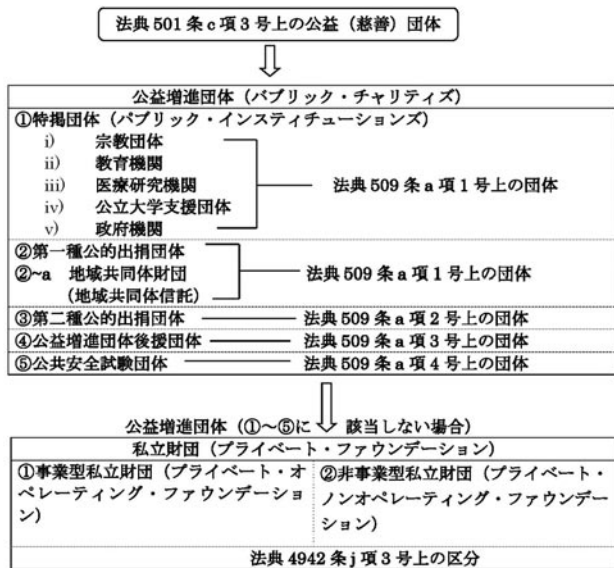 法典501条c項3号上の公益（慈善）団体
公益増進団体（パブリック・チャリティズ）
①特掲団体（パブリック・インスティチューションズ）
i) 宗教団体
ii) 教育機関
iii) 医療研究機関
iv) 公立大学支援団体
v) 政府機関
法典509条a項1号上の団体
②第一種公的出捐団体
②~a 地域共同体財団
(地域共同体信託)
法典509条a項1号上の団体
③第二種公的出捐団体 法典509条a項2号上の団体
④公益増進団体後援団体 法典509条a項3号上の団体
⑤公共安全試験団体 法典509条a項4号上の団体
公益増進団体（①～⑤に 該当しない場合）
私立財団（プライベート・ファウンデーション）
①事業型私立財団（プライベート・オ
ペレーティング・ファウンデーショ
ン）
②非事業型私立財団（プライベート・
ノンオペレーティング・ファウンデ
ーション）
法典4942条j項3号上の区分